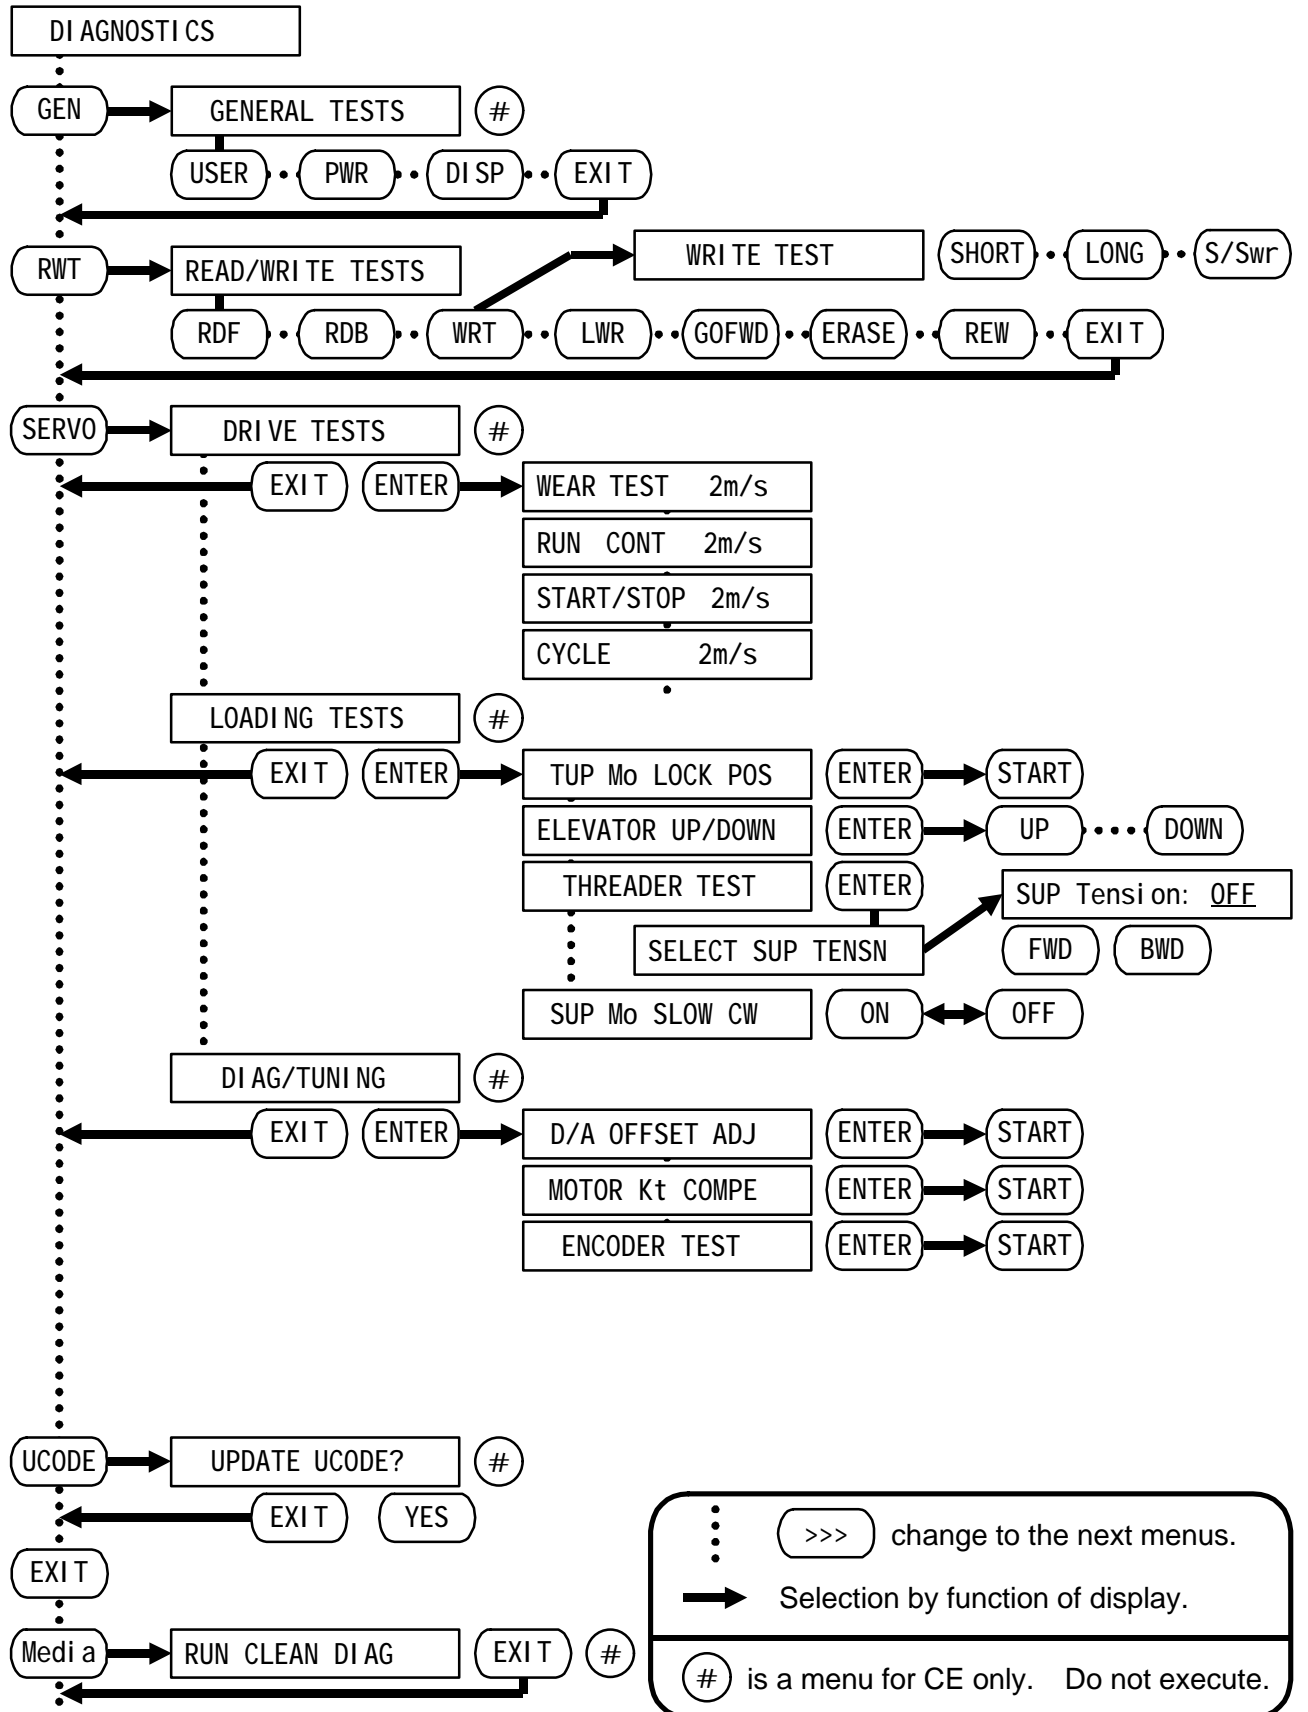 DIAGNOSTICS
GEN GENERAL TESTS #
USER PWR DISP EXIT
RWT READ/WRITE TESTS WRITE TEST SHORT LONG S/Swr
RDF RDB WRT LWR GOFWD ERASE REW EXIT
SERVO DRIVE TESTS #
EXIT ENTER WEAR TEST 2m/s
RUN CONT 2m/s
START/STOP 2m/s
CYCLE 2m/s
LOADING TESTS #
EXIT ENTER TUP Mo LOCK POS ENTER START
ELEVATOR UP/DOWN ENTER UP DOWN
THREADER TEST ENTER SUP Tension: OFF
SELECT SUP TENSN FWD BWD
SUP Mo SLOW CW ON OFF
DIAG/TUNING #
EXIT ENTER D/A OFFSET ADJ ENTER START
MOTOR Kt COMPE ENTER START
ENCODER TEST ENTER START
UCODE UPDATE UCODE? #
EXIT YES
EXIT
Media RUN CLEAN DIAG EXIT #
>>> change to the next menus.
Selection by function of display.
# is a menu for CE only. Do not execute.